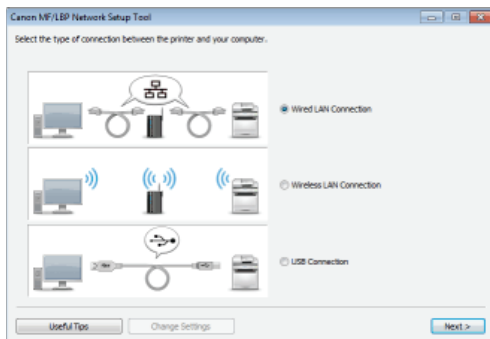 Canon MF/LBP Network Setup Tool
Select the type of connection between the printer and your computer.
Wired LAN Connection
Wireless LAN Connection
USB Connection
Useful Tips
Change Settings
Next >